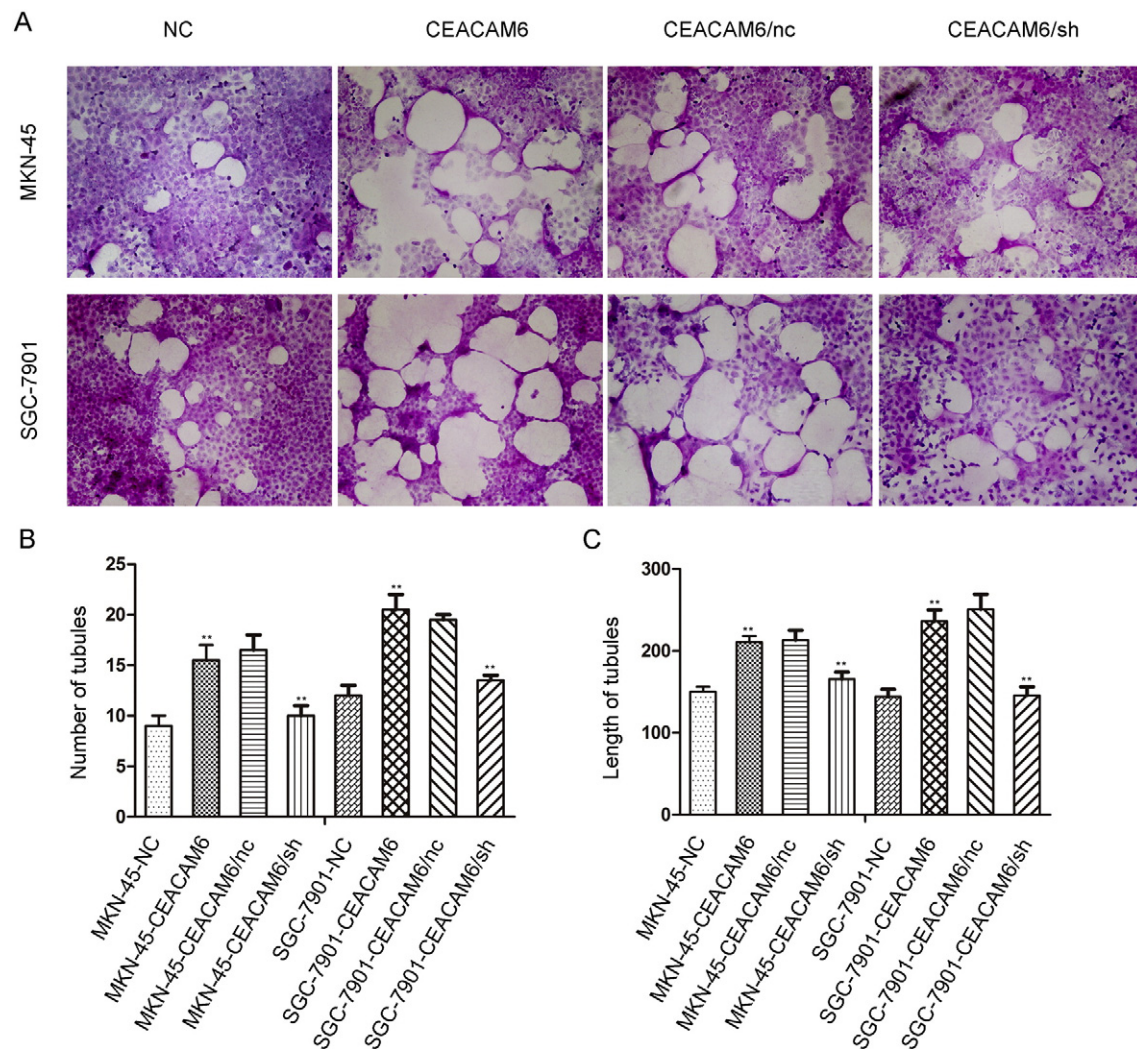 A
NC CEACAM6 CEACAM6/nc CEACAM6/sh
MKN-45
SGC-7901
B
Number of tubules
25
20
15
10
5
0
** ** ** **
MKN-45-NC
MKN-45-CEACAM6
MKN-45-CEACAM6/nc
MKN-45-CEACAM6/sh
SGC-7901-NC
SGC-7901-CEACAM6
SGC-7901-CEACAM6/nc
SGC-7901-CEACAM6/sh
C
Length of tubules
300
200
100
0
** ** ** **
MKN-45-NC
MKN-45-CEACAM6
MKN-45-CEACAM6/nc
MKN-45-CEACAM6/sh
SGC-7901-NC
SGC-7901-CEACAM6
SGC-7901-CEACAM6/nc
SGC-7901-CEACAM6/sh